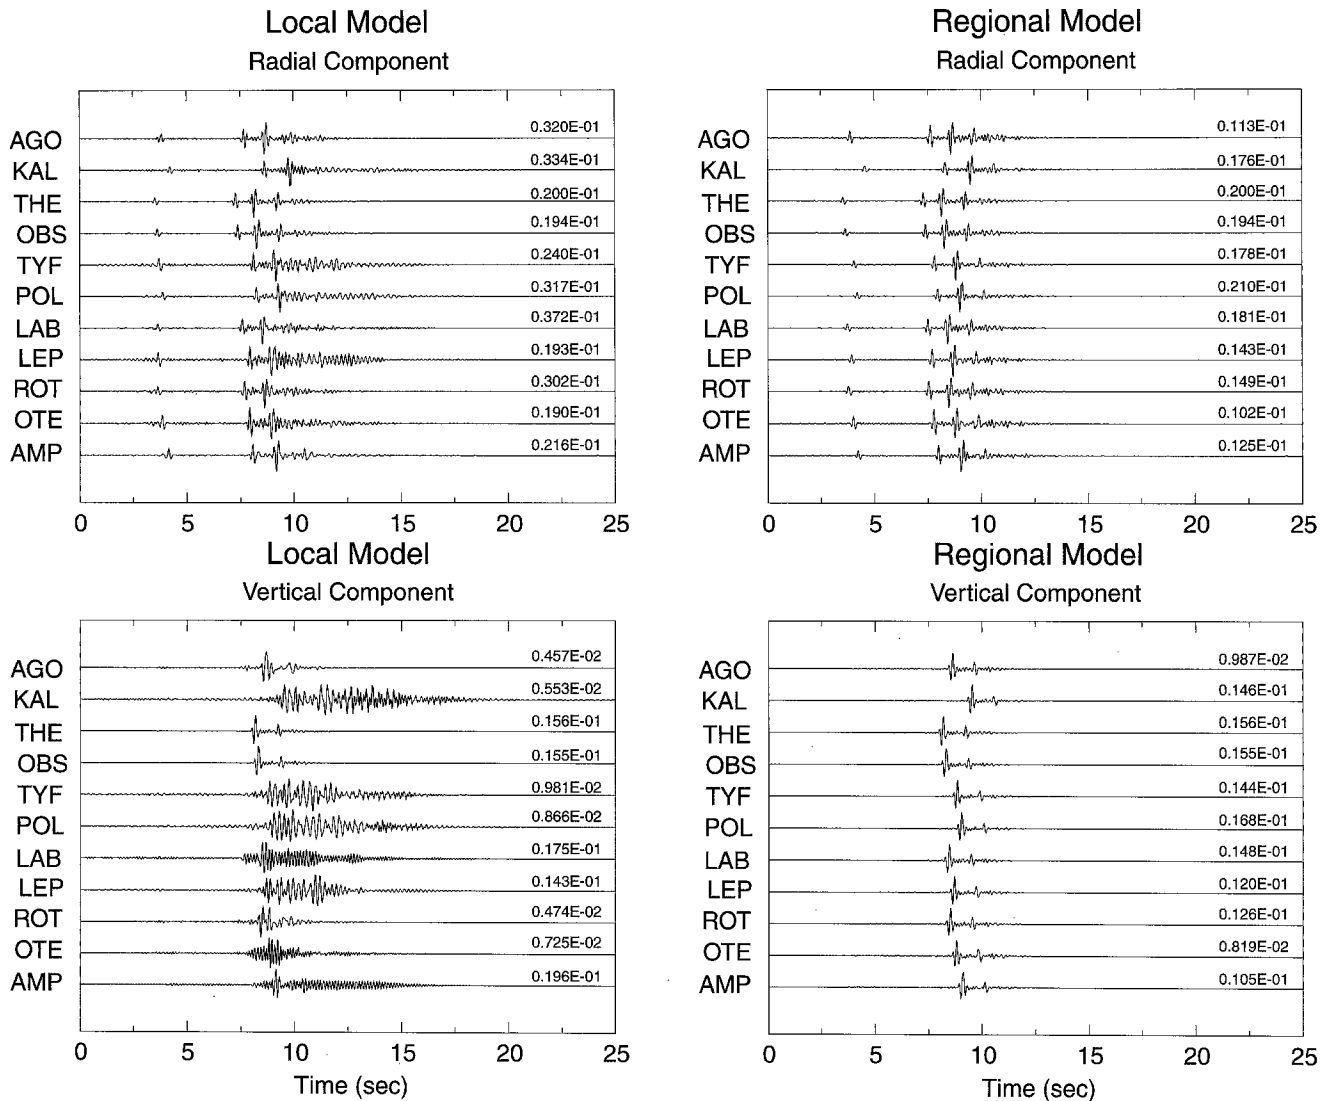 Local Model
Radial Component
AGO 0.320E-01
KAL 0.334E-01
THE 0.200E-01
OBS 0.194E-01
TYF 0.240E-01
POL 0.317E-01
LAB 0.372E-01
LEP 0.193E-01
ROT 0.302E-01
OTE 0.190E-01
AMP 0.216E-01
0 5 10 15 20 25
Regional Model
Radial Component
AGO 0.113E-01
KAL 0.176E-01
THE 0.200E-01
OBS 0.194E-01
TYF 0.178E-01
POL 0.210E-01
LAB 0.181E-01
LEP 0.143E-01
ROT 0.149E-01
OTE 0.102E-01
AMP 0.125E-01
0 5 10 15 20 25
Local Model
Vertical Component
AGO 0.457E-02
KAL 0.553E-02
THE 0.156E-01
OBS 0.155E-01
TYF 0.981E-02
POL 0.866E-02
LAB 0.175E-01
LEP 0.143E-01
ROT 0.474E-02
OTE 0.725E-02
AMP 0.196E-01
0 5 10 15 20 25
Time (sec)
Regional Model
Vertical Component
AGO 0.987E-02
KAL 0.146E-01
THE 0.156E-01
OBS 0.155E-01
TYF 0.144E-01
POL 0.168E-01
LAB 0.148E-01
LEP 0.120E-01
ROT 0.126E-01
OTE 0.819E-02
AMP 0.105E-01
0 5 10 15 20 25
Time (sec)